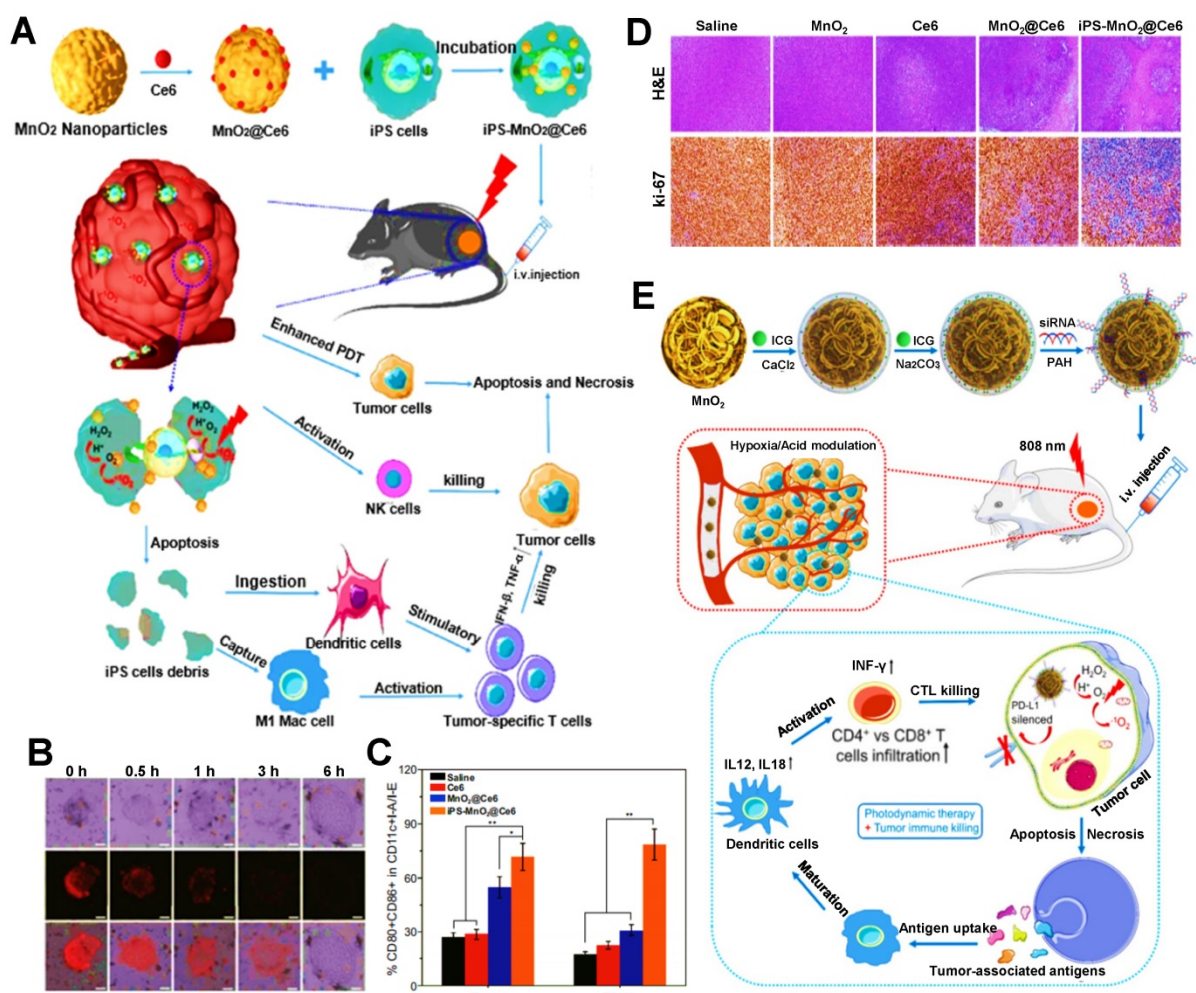 A
Ce6
MnO2 Nanoparticles
MnO2@Ce6
iPS cells
Incubation
iPS-MnO2@Ce6
i.v.injection
Enhanced PDT
Tumor cells
Apoptosis and Necrosis
Activation
NK cells
killing
Tumor cells
H2O2
H+
O2
H2O2
H+
O2
Apoptosis
iPS cells debris
Ingestion
Dendritic cells
Capture
M1 Mac cell
Stimulatory
Activation
IFN-β, TNF-α↑
killing
Tumor-specific T cells
B
0 h
0.5 h
1 h
3 h
6 h
C
% CD80+CD86+ in CD11c+I-A/I-E
120
90
60
30
0
Saline
Ce6
MnO2@Ce6
iPS-MnO2@Ce6
**
*
**
D
Saline
MnO2
Ce6
MnO2@Ce6
iPS-MnO2@Ce6
H&E
ki-67
E
MnO2
ICG
CaCl2
ICG
Na2CO3
siRNA
PAH
Hypoxia/Acid modulation
808 nm
i.v. injection
INF-γ↑
Activation
CTL killing
CD4+ vs CD8+ T
cells infiltration↑
IL12, IL18↑
Dendritic cells
Photodynamic therapy
+ Tumor immune killing
PD-L1
silenced
H2O2
H+
O2
·1O2
Tumor cell
Apoptosis
Necrosis
Maturation
Antigen uptake
Tumor-associated antigens